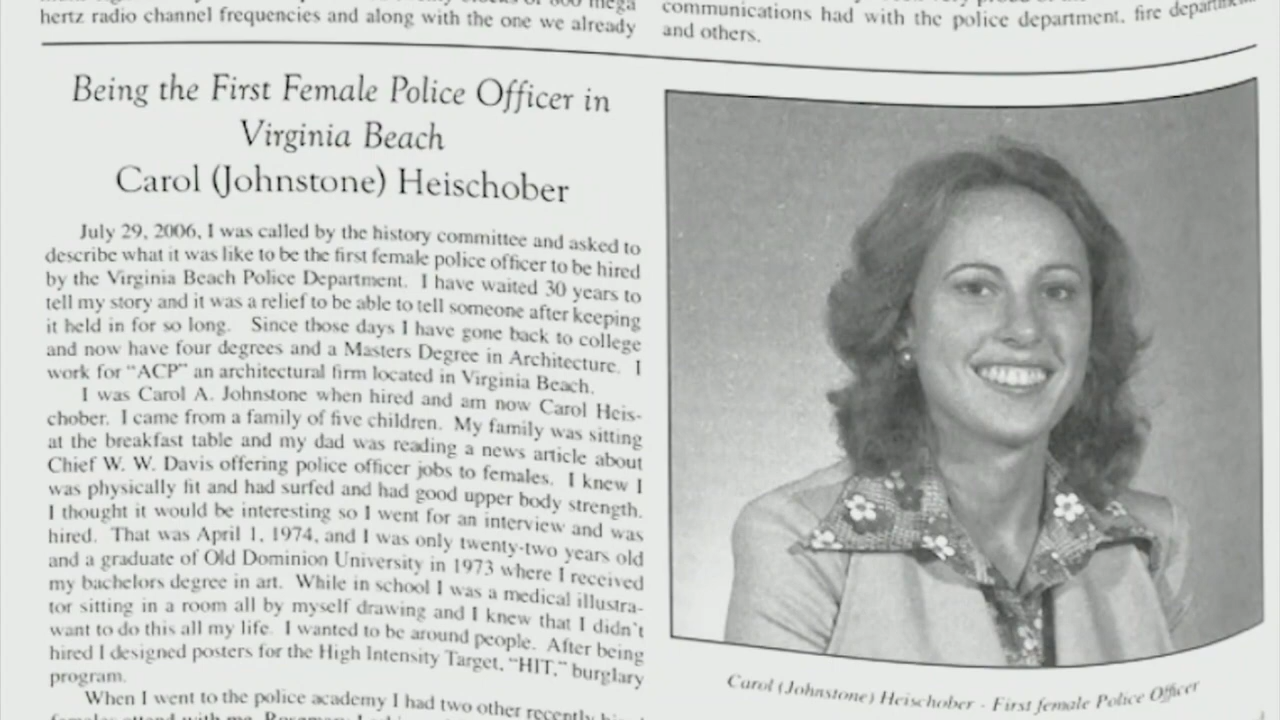 hertz radio channel frequencies and along with the one we already
communications had with the police department, fire department
and others.
Being the First Female Police Officer in
Virginia Beach
Carol (Johnstone) Heischober
July 29, 2006, I was called by the history committee and asked to
describe what it was like to be the first female police officer to be hired
by the Virginia Beach Police Department. I have waited 30 years to
tell my story and it was a relief to be able to tell someone after keeping
it held in for so long. Since those days I have gone back to college
and now have four degrees and a Masters Degree in Architecture. I
work for "ACP" an architectural firm located in Virginia Beach.
I was Carol A. Johnstone when hired and am now Carol Heis-
chober. I came from a family of five children. My family was sitting
at the breakfast table and my dad was reading a news article about
Chief W. W. Davis offering police officer jobs to females. I knew I
was physically fit and had surfed and had good upper body strength.
I thought it would be interesting so I went for an interview and was
hired. That was April 1, 1974, and I was only twenty-two years old
and a graduate of Old Dominion University in 1973 where I received
my bachelors degree in art. While in school I was a medical illustra-
tor sitting in a room all by myself drawing and I knew that I didn't
want to do this all my life. I wanted to be around people. After being
hired I designed posters for the High Intensity Target, "HIT," burglary
program.
When I went to the police academy I had two other recently
Carol (Johnstone) Heischober - First female Police Officer